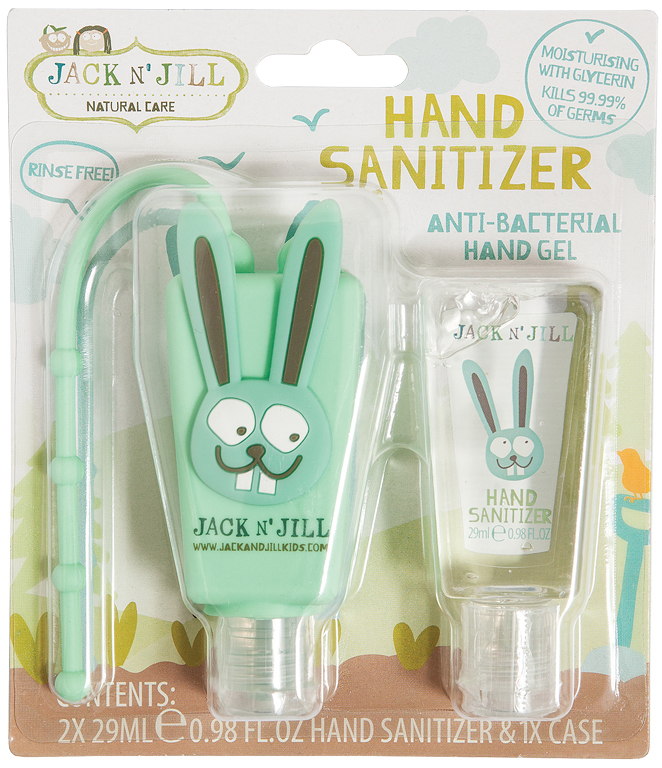 JACK N' JILL
NATURAL CARE
MOISTURISING
WITH GLYCERIN
KILLS 99.99%
OF GERMS
HAND
SANITIZER
RINSE FREE!
ANTI-BACTERIAL
HAND GEL
JACK N' JILL
WWW.JACKANDJILLKIDS.COM
JACK N' JILL
HAND
SANITIZER
29ml ℮ 0.98 FL.OZ
CONTENTS:
2X 29ML ℮ 0.98 FL.OZ HAND SANITIZER & 1X CASE